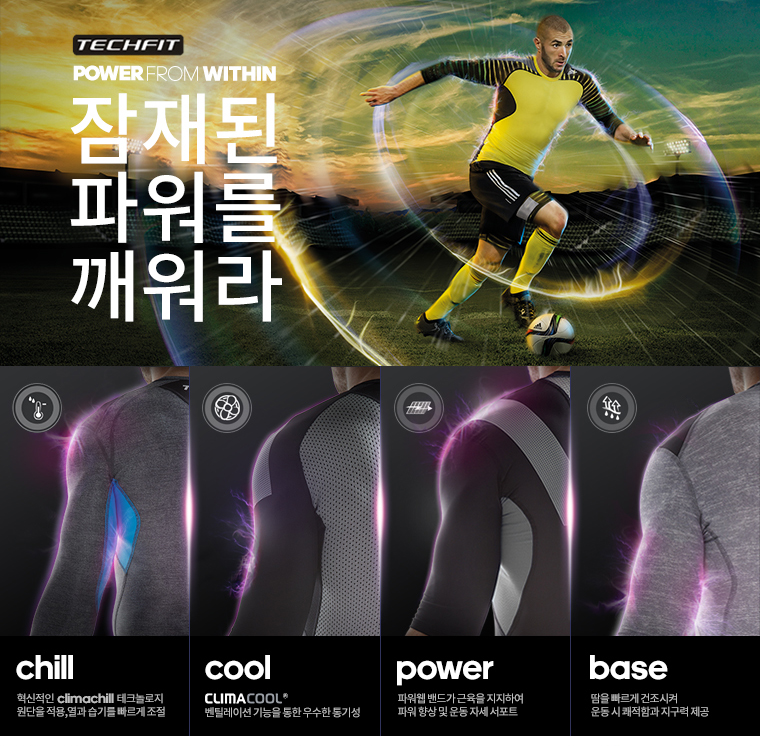 TECHFIT
POWER FROM WITHIN
잠재된
파워를
깨워라
chill
혁신적인 climachill 테크놀로지
원단을 적용,열과 습기를 빠르게 조절
cool
CLIMACOOL®
벤틸레이션 기능을 통한 우수한 통기성
power
파워웹 밴드가 근육을 지지하여
파워 향상 및 운동 자세 서포트
base
땀을 빠르게 건조시켜
운동 시 쾌적함과 지구력 제공